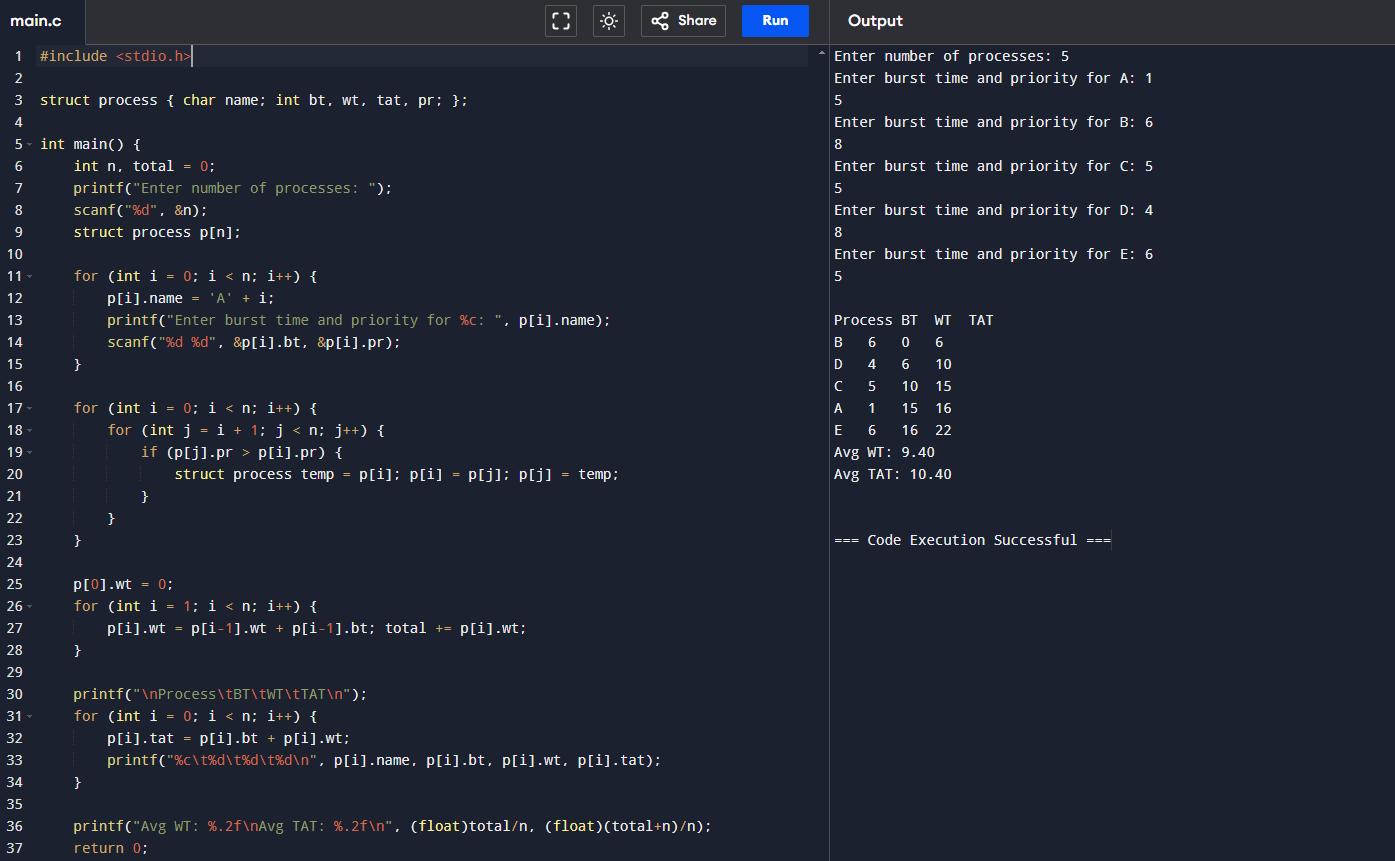 main.c
Share
Run
Output
1 #include <stdio.h>
2
3 struct process { char name; int bt, wt, tat, pr; };
4
5 int main() {
6     int n, total = 0;
7     printf("Enter number of processes: ");
8     scanf("%d", &n);
9     struct process p[n];
10
11     for (int i = 0; i < n; i++) {
12         p[i].name = 'A' + i;
13         printf("Enter burst time and priority for %c: ", p[i].name);
14         scanf("%d %d", &p[i].bt, &p[i].pr);
15     }
16
17     for (int i = 0; i < n; i++) {
18         for (int j = i + 1; j < n; j++) {
19             if (p[j].pr > p[i].pr) {
20                 struct process temp = p[i]; p[i] = p[j]; p[j] = temp;
21             }
22         }
23     }
24
25     p[0].wt = 0;
26     for (int i = 1; i < n; i++) {
27         p[i].wt = p[i-1].wt + p[i-1].bt; total += p[i].wt;
28     }
29
30     printf("\nProcess\tBT\tWT\tTAT\n");
31     for (int i = 0; i < n; i++) {
32         p[i].tat = p[i].bt + p[i].wt;
33         printf("%c\t%d\t%d\t%d\n", p[i].name, p[i].bt, p[i].wt, p[i].tat);
34     }
35
36     printf("Avg WT: %.2f\nAvg TAT: %.2f\n", (float)total/n, (float)(total+n)/n);
37     return 0;
Enter number of processes: 5
Enter burst time and priority for A: 1
5
Enter burst time and priority for B: 6
8
Enter burst time and priority for C: 5
5
Enter burst time and priority for D: 4
8
Enter burst time and priority for E: 6
5

Process BT  WT  TAT
B   6   0   6
D   4   6   10
C   5   10  15
A   1   15  16
E   6   16  22
Avg WT: 9.40
Avg TAT: 10.40

=== Code Execution Successful ===